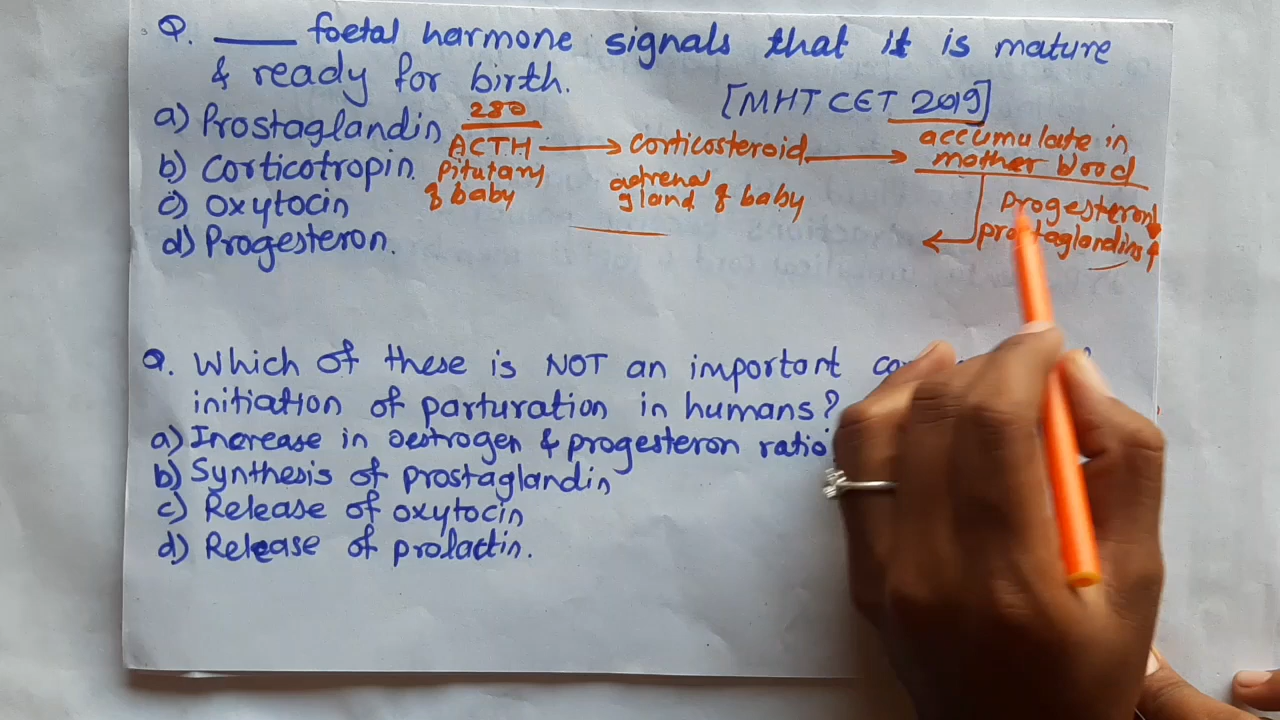 Q. ____ foetal harmone signals that it is mature
& ready for birth.
[MHT CET 2019]
a) Prostaglandin
b) Corticotropin
c) Oxytocin
d) Progesteron.
280
ACTH → Corticosteroid → accumulate in
mother blood
pitutary
of baby
adrenal
gland of baby
progesteron ↓
prostaglandins ↑
Q. Which of these is NOT an important
initiation of parturation in humans?
a) Increase in oestrogen & progesteron ratio
b) Synthesis of prostaglandin
c) Release of oxytocin
d) Release of prolactin.